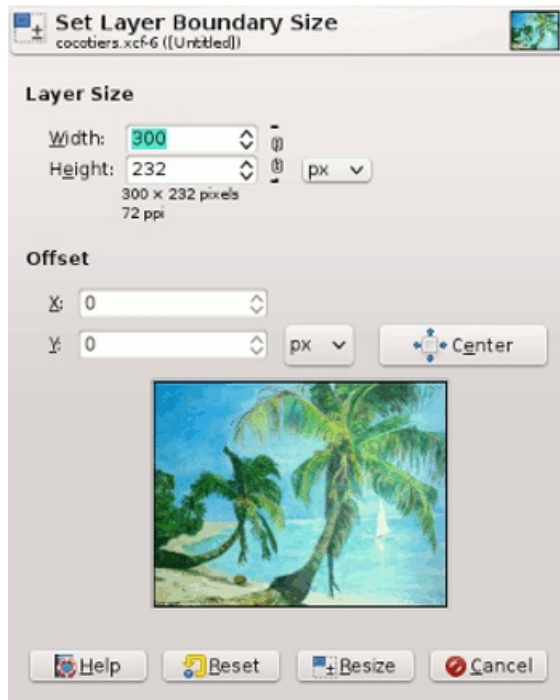 Set Layer Boundary Size
cocotiers.xcf-6 ([Untitled])
Layer Size
Width: 300
Height: 232 px
300 × 232 pixels
72 ppi
Offset
X: 0
Y: 0 px Center
Help Reset Resize Cancel